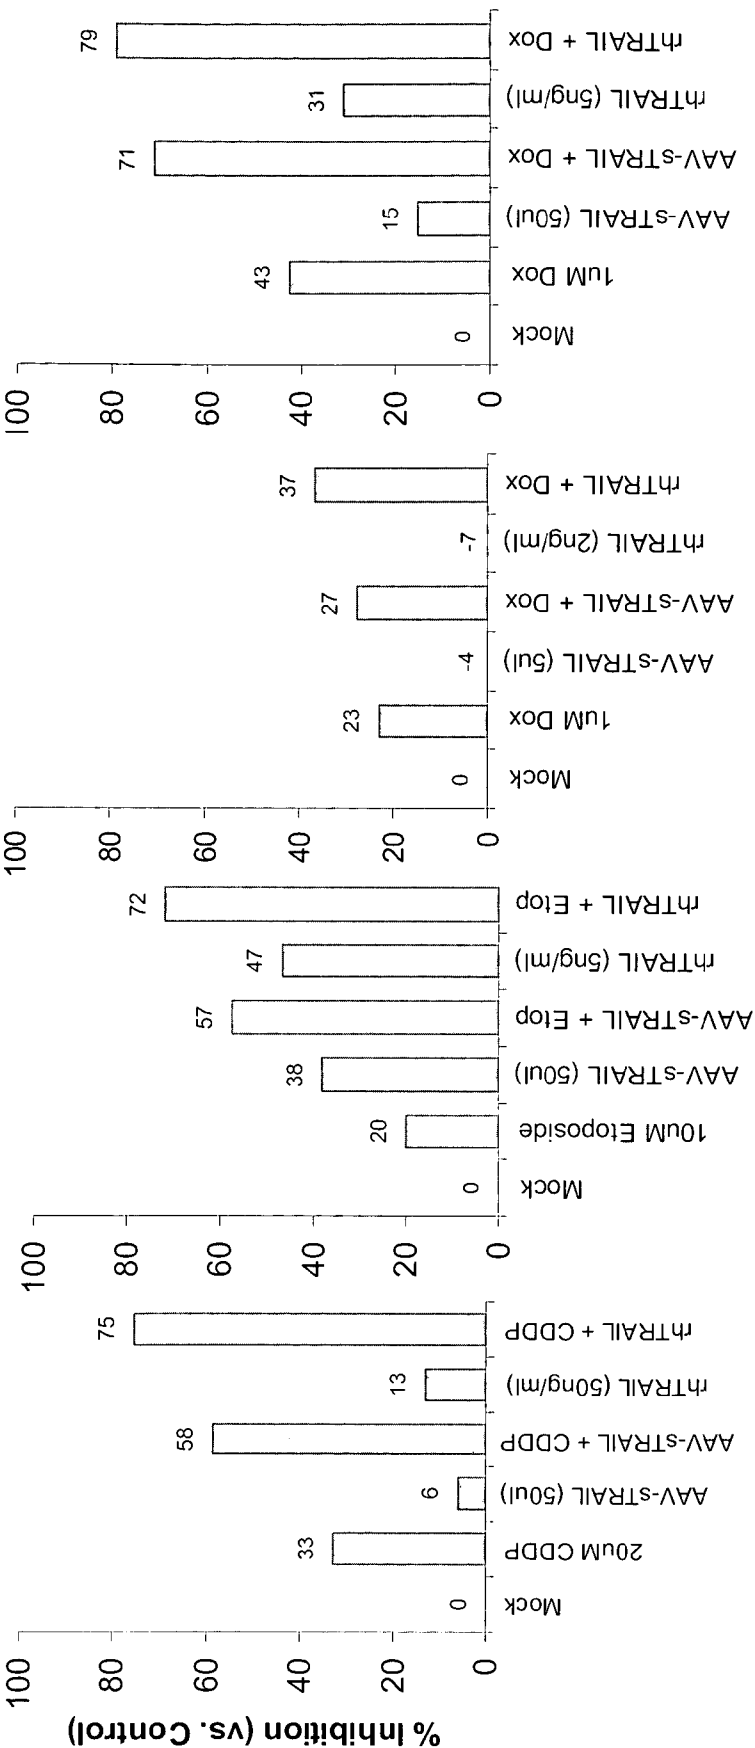 % Inhibition (vs. Control)
100
80
60
40
20
0
0
33
6
58
13
75
Mock
20uM CDDP
AAV-sTRAIL (50ul)
AAV-sTRAIL + CDDP
rhTRAIL (50ng/ml)
rhTRAIL + CDDP
100
80
60
40
20
0
0
20
38
57
47
72
Mock
10uM Etoposide
AAV-sTRAIL (50ul)
AAV-sTRAIL + Etop
rhTRAIL (5ng/ml)
rhTRAIL + Etop
100
80
60
40
20
0
0
23
-4
27
-7
37
Mock
1uM Dox
AAV-sTRAIL (5ul)
AAV-sTRAIL + Dox
rhTRAIL (2ng/ml)
rhTRAIL + Dox
100
80
60
40
20
0
0
43
15
71
31
79
Mock
1uM Dox
AAV-sTRAIL (50ul)
AAV-sTRAIL + Dox
rhTRAIL (5ng/ml)
rhTRAIL + Dox